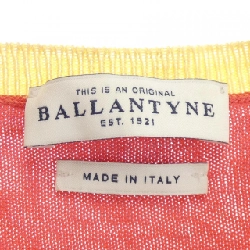 THIS IS AN ORIGINAL
BALLANTYNE
EST. 1921
MADE IN ITALY